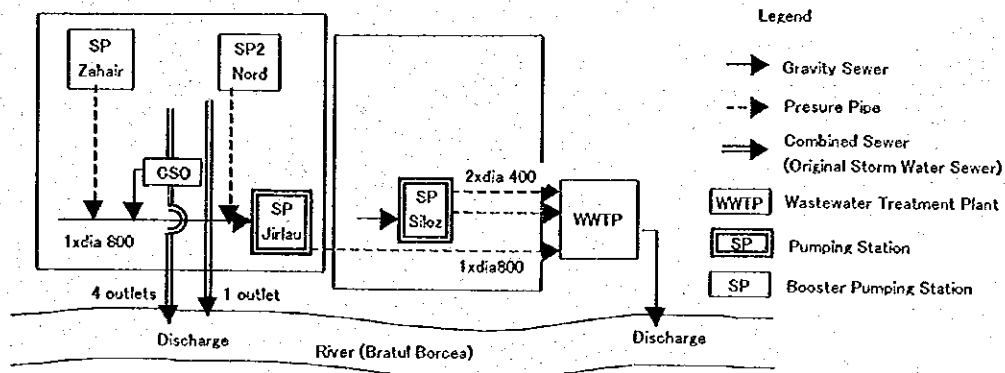 SP
Zahair
SP2
Nord
CSO
1xdia 800
SP
Jirlau
4 outlets
1 outlet
Discharge
River (Bratul Borcea)
SP
Siloz
2xdia 400
1xdia800
WWTP
Discharge
Legend
Gravity Sewer
Presure Pipe
Combined Sewer
(Original Storm Water Sewer)
WWTP
Wastewater Treatment Plant
SP
Pumping Station
SP
Booster Pumping Station